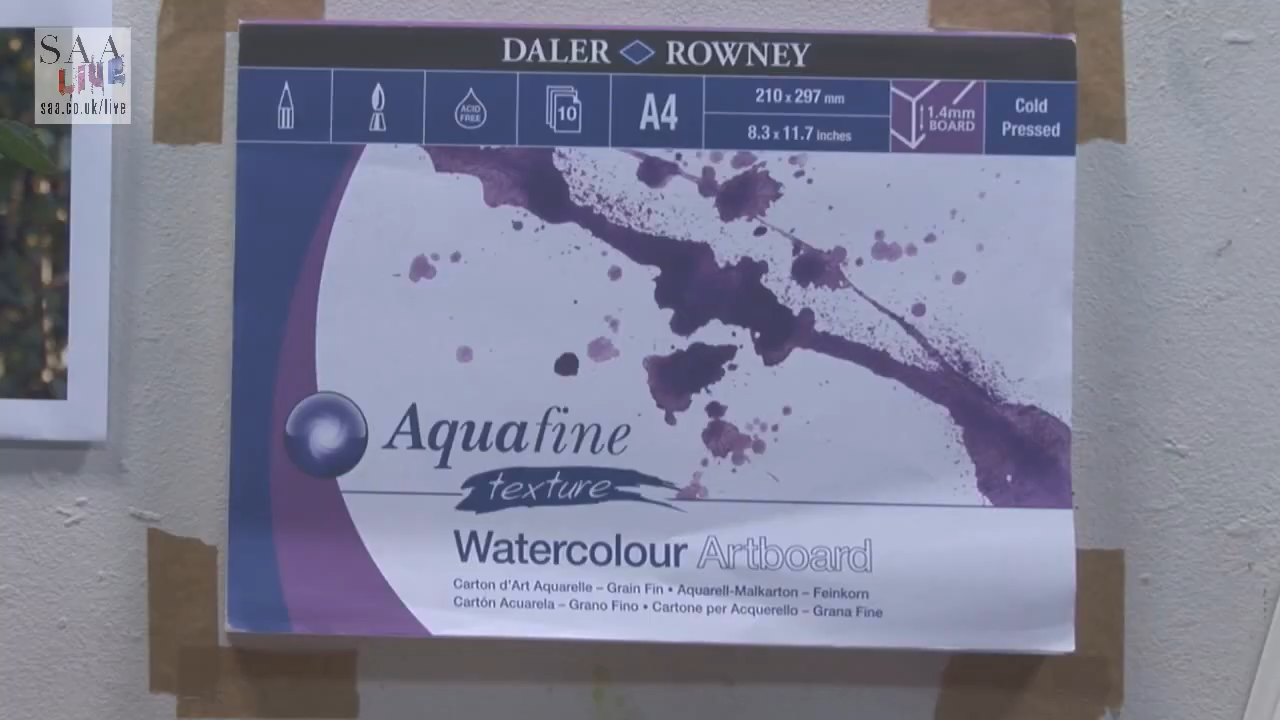 SAA
LIVE
saa.co.uk/live
DALER ROWNEY
ACID
FREE
10
A4
210 x 297 mm
8.3 x 11.7 inches
1.4mm
BOARD
Cold
Pressed
Aquafine
texture
Watercolour Artboard
Carton d'Art Aquarelle – Grain Fin • Aquarell-Malkarton – Feinkorn
Cartón Acuarela – Grano Fino • Cartone per Acquerello – Grana Fine